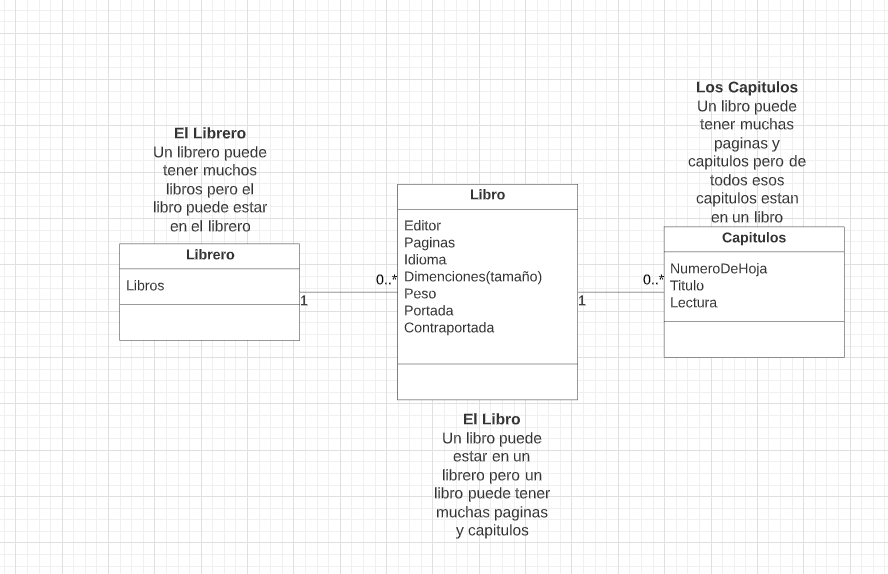 El Librero
Un librero puede
tener muchos
libros pero el
libro puede estar
en el librero
Librero
Libros
1
0..*
Libro
Editor
Paginas
Idioma
Dimenciones(tamaño)
Peso
Portada
Contraportada
El Libro
Un libro puede
estar en un
librero pero un
libro puede tener
muchas paginas
y capitulos
1
0..*
Los Capitulos
Un libro puede
tener muchas
paginas y
capitulos pero de
todos esos
capitulos estan
en un libro
Capitulos
NumeroDeHoja
Titulo
Lectura